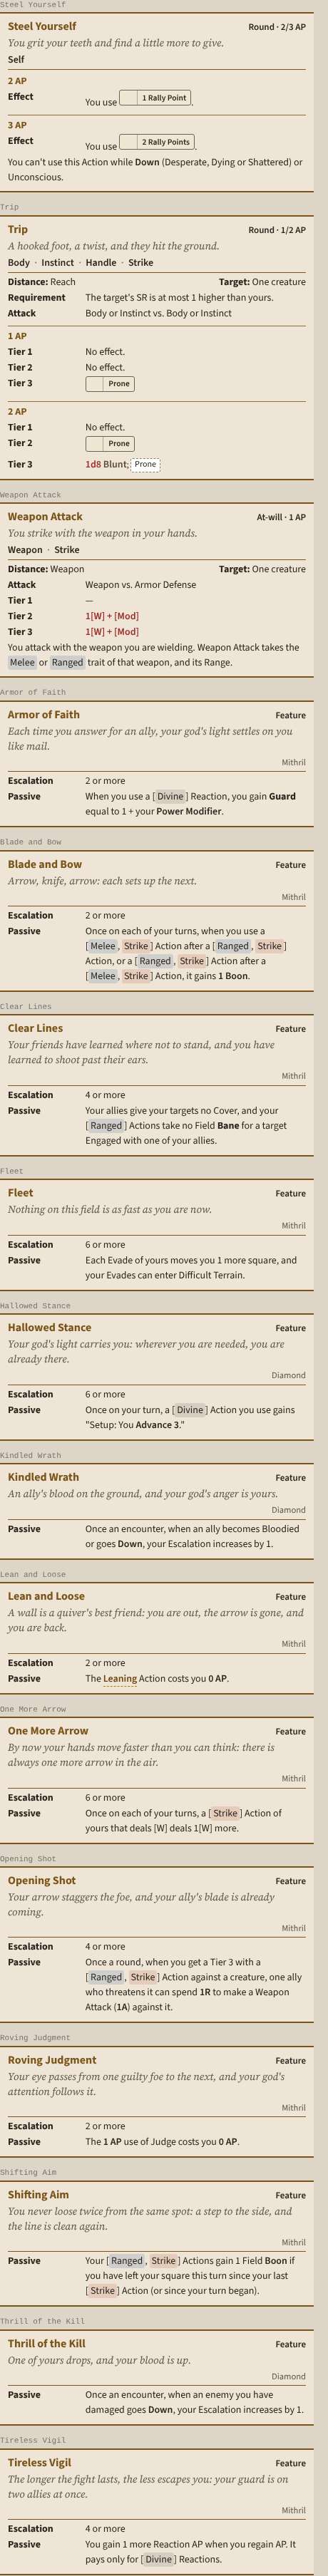 Steel Yourself
Steel Yourself Round · 2/3 AP
You grit your teeth and find a little more to give.
Self
2 AP
Effect You use 1 Rally Point.
3 AP
Effect You use 2 Rally Points.
You can't use this Action while Down (Desperate, Dying or Shattered) or
Unconscious.
Trip
Trip Round · 1/2 AP
A hooked foot, a twist, and they hit the ground.
Body · Instinct · Handle · Strike
Distance: Reach Target: One creature
Requirement The target's SR is at most 1 higher than yours.
Attack Body or Instinct vs. Body or Instinct
1 AP
Tier 1 No effect.
Tier 2 No effect.
Tier 3 Prone
2 AP
Tier 1 No effect.
Tier 2 Prone
Tier 3 1d8 Blunt; Prone
Weapon Attack
Weapon Attack At-will · 1 AP
You strike with the weapon in your hands.
Weapon · Strike
Distance: Weapon Target: One creature
Attack Weapon vs. Armor Defense
Tier 1 —
Tier 2 1[W] + [Mod]
Tier 3 1[W] + [Mod]
You attack with the weapon you are wielding. Weapon Attack takes the
Melee or Ranged trait of that weapon, and its Range.
Armor of Faith
Armor of Faith Feature
Each time you answer for an ally, your god's light settles on you
like mail.
Mithril
Escalation 2 or more
Passive When you use a [Divine] Reaction, you gain Guard
equal to 1 + your Power Modifier.
Blade and Bow
Blade and Bow Feature
Arrow, knife, arrow: each sets up the next.
Mithril
Escalation 2 or more
Passive Once on each of your turns, when you use a
[Melee, Strike] Action after a [Ranged, Strike]
Action, or a [Ranged, Strike] Action after a
[Melee, Strike] Action, it gains 1 Boon.
Clear Lines
Clear Lines Feature
Your friends have learned where not to stand, and you have
learned to shoot past their ears.
Mithril
Escalation 4 or more
Passive Your allies give your targets no Cover, and your
[Ranged] Actions take no Field Bane for a target
Engaged with one of your allies.
Fleet
Fleet Feature
Nothing on this field is as fast as you are now.
Mithril
Escalation 6 or more
Passive Each Evade of yours moves you 1 more square, and
your Evades can enter Difficult Terrain.
Hallowed Stance
Hallowed Stance Feature
Your god's light carries you: wherever you are needed, you are
already there.
Diamond
Escalation 6 or more
Passive Once on your turn, a [Divine] Action you use gains
"Setup: You Advance 3."
Kindled Wrath
Kindled Wrath Feature
An ally's blood on the ground, and your god's anger is yours.
Diamond
Passive Once an encounter, when an ally becomes Bloodied
or goes Down, your Escalation increases by 1.
Lean and Loose
Lean and Loose Feature
A wall is a quiver's best friend: you are out, the arrow is gone, and
you are back.
Mithril
Escalation 2 or more
Passive The Leaning Action costs you 0 AP.
One More Arrow
One More Arrow Feature
By now your hands move faster than you can think: there is
always one more arrow in the air.
Mithril
Escalation 6 or more
Passive Once on each of your turns, a [Strike] Action of
yours that deals [W] deals 1[W] more.
Opening Shot
Opening Shot Feature
Your arrow staggers the foe, and your ally's blade is already
coming.
Mithril
Escalation 4 or more
Passive Once a round, when you get a Tier 3 with a
[Ranged, Strike] Action against a creature, one ally
who threatens it can spend 1R to make a Weapon
Attack (1A) against it.
Roving Judgment
Roving Judgment Feature
Your eye passes from one guilty foe to the next, and your god's
attention follows it.
Mithril
Escalation 2 or more
Passive The 1 AP use of Judge costs you 0 AP.
Shifting Aim
Shifting Aim Feature
You never loose twice from the same spot: a step to the side, and
the line is clean again.
Mithril
Passive Your [Ranged, Strike] Actions gain 1 Field Boon if
you have left your square this turn since your last
[Strike] Action (or since your turn began).
Thrill of the Kill
Thrill of the Kill Feature
One of yours drops, and your blood is up.
Diamond
Passive Once an encounter, when an enemy you have
damaged goes Down, your Escalation increases by 1.
Tireless Vigil
Tireless Vigil Feature
The longer the fight lasts, the less escapes you: your guard is on
two allies at once.
Mithril
Escalation 4 or more
Passive You gain 1 more Reaction AP when you regain AP. It
pays only for [Divine] Reactions.